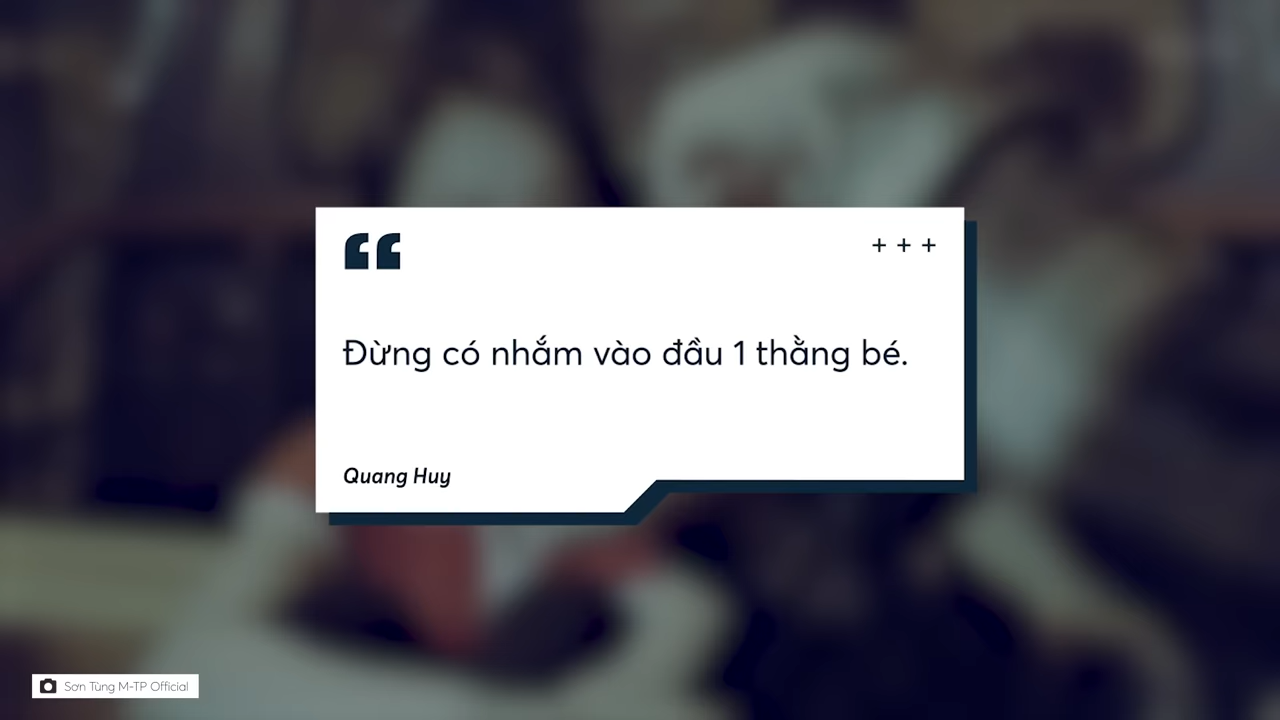 “
+ + +
Đừng có nhắm vào đầu 1 thằng bé.
Quang Huy
Sơn Tùng M-TP Official